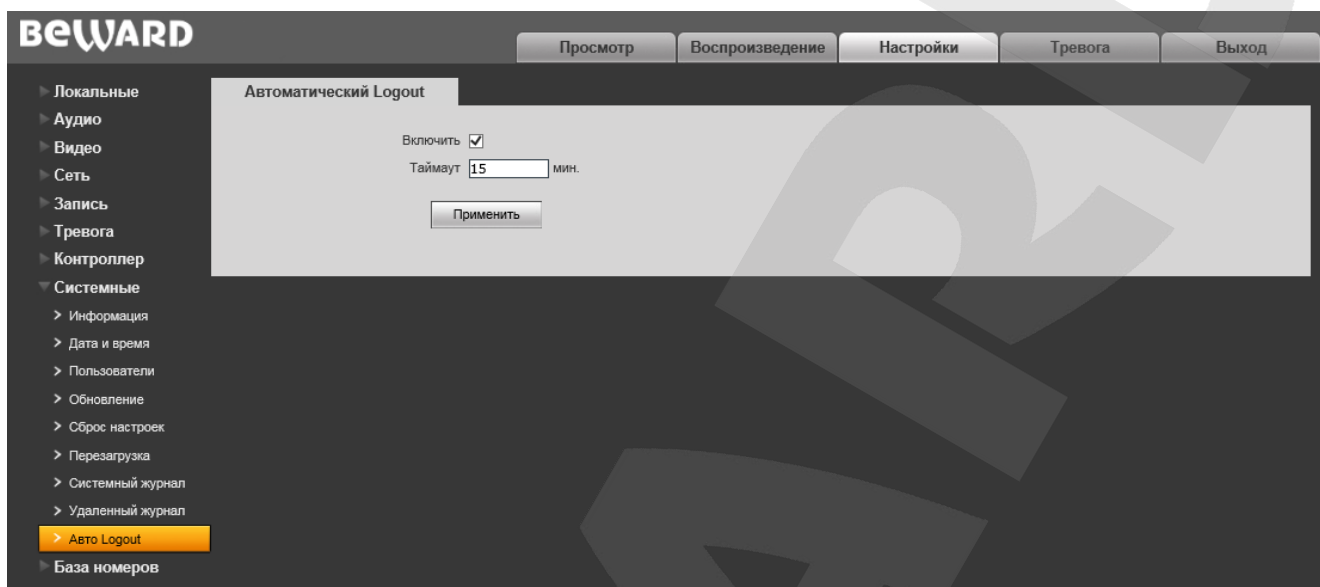 BEWARD
Просмотр
Воспроизведение
Настройки
Тревога
Выход
Локальные
Аудио
Видео
Сеть
Запись
Тревога
Контроллер
Системные
Информация
Дата и время
Пользователи
Обновление
Сброс настроек
Перезагрузка
Системный журнал
Удаленный журнал
Авто Logout
База номеров
Автоматический Logout
Включить
Таймаут 15 мин.
Применить